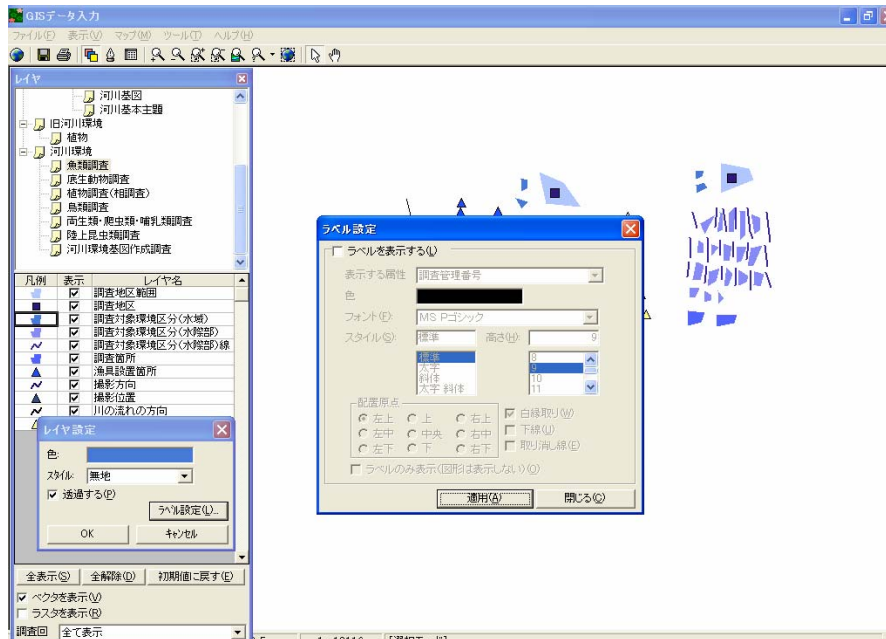 GISデータ入力
ファイル(F) 表示(V) マップ(M) ツール(T) ヘルプ(H)
レイヤ
河川基図
河川基本主題
旧河川環境
植物
河川環境
魚類調査
底生動物調査
植物調査(相調査)
鳥類調査
両生類・爬虫類・哺乳類調査
陸上昆虫類調査
河川環境基図作成調査
凡例 表示 レイヤ名
調査地区範囲
調査地区
調査対象環境区分(水域)
調査対象環境区分(水際部)
調査対象環境区分(水際部)線
調査箇所
漁具設置箇所
撮影方向
撮影位置
川の流れの方向
レイヤ設定
色:
スタイル: 無地
透過する(P)
ラベル設定(L)...
OK キャンセル
全表示(S) 全解除(D) 初期値に戻す(E)
ベクタを表示(V)
ラスタを表示(R)
調査回 全て表示
ラベル設定
ラベルを表示する(L)
表示する属性 調査管理番号
色
フォント(F): MS Pゴシック
スタイル(S): 標準 高さ(H): 9
標準 8
太字 9
斜体 10
太字 斜体 11
配置原点
左上 上 右上 白縁取り(W)
左中 中央 右中 下線(U)
左下 下 右下 取り消し線(E)
ラベルのみ表示(図形は表示しない)(O)
適用(A) 閉じる(C)